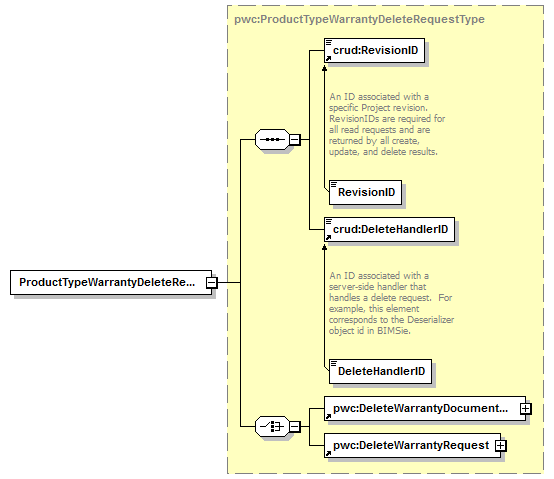 pwc:ProductTypeWarrantyDeleteRequestType
crud:RevisionID
An ID associated with a
specific Project revision.
RevisionIDs are required for
all read requests and are
returned by all create,
update, and delete results.
RevisionID
crud:DeleteHandlerID
ProductTypeWarrantyDeleteRe...
An ID associated with a
server-side handler that
handles a delete request.  For
example, this element
corresponds to the Deserializer
object id in BIMSie.
DeleteHandlerID
pwc:DeleteWarrantyDocument...
pwc:DeleteWarrantyRequest